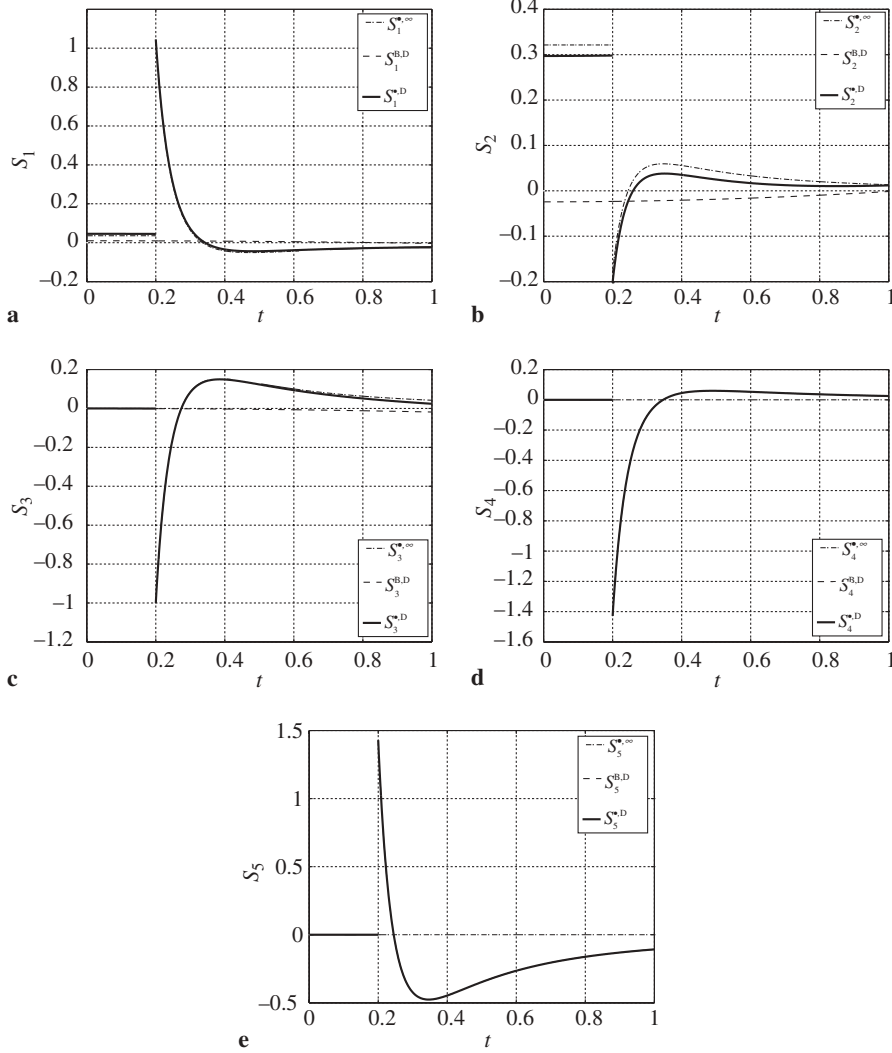 S₁•,∞
S₁B,D
S₁•,D
1
0.8
0.6
0.4
0.2
0
–0.2
S₁
0 0.2 0.4 0.6 0.8 1
t
a
S₂•,∞
S₂B,D
S₂•,D
0.4
0.3
0.2
0.1
0
–0.1
–0.2
S₂
0 0.2 0.4 0.6 0.8 1
t
b
0.2
0
–0.2
–0.4
–0.6
–0.8
–1
–1.2
S₃
S₃•,∞
S₃B,D
S₃•,D
0 0.2 0.4 0.6 0.8 1
t
c
0.2
0
–0.2
–0.4
–0.6
–0.8
–1
–1.2
–1.4
–1.6
S₄
S₄•,∞
S₄B,D
S₄•,D
0 0.2 0.4 0.6 0.8 1
t
d
1.5
1
0.5
0
–0.5
S₅
S₅•,∞
S₅B,D
S₅•,D
0 0.2 0.4 0.6 0.8 1
t
e